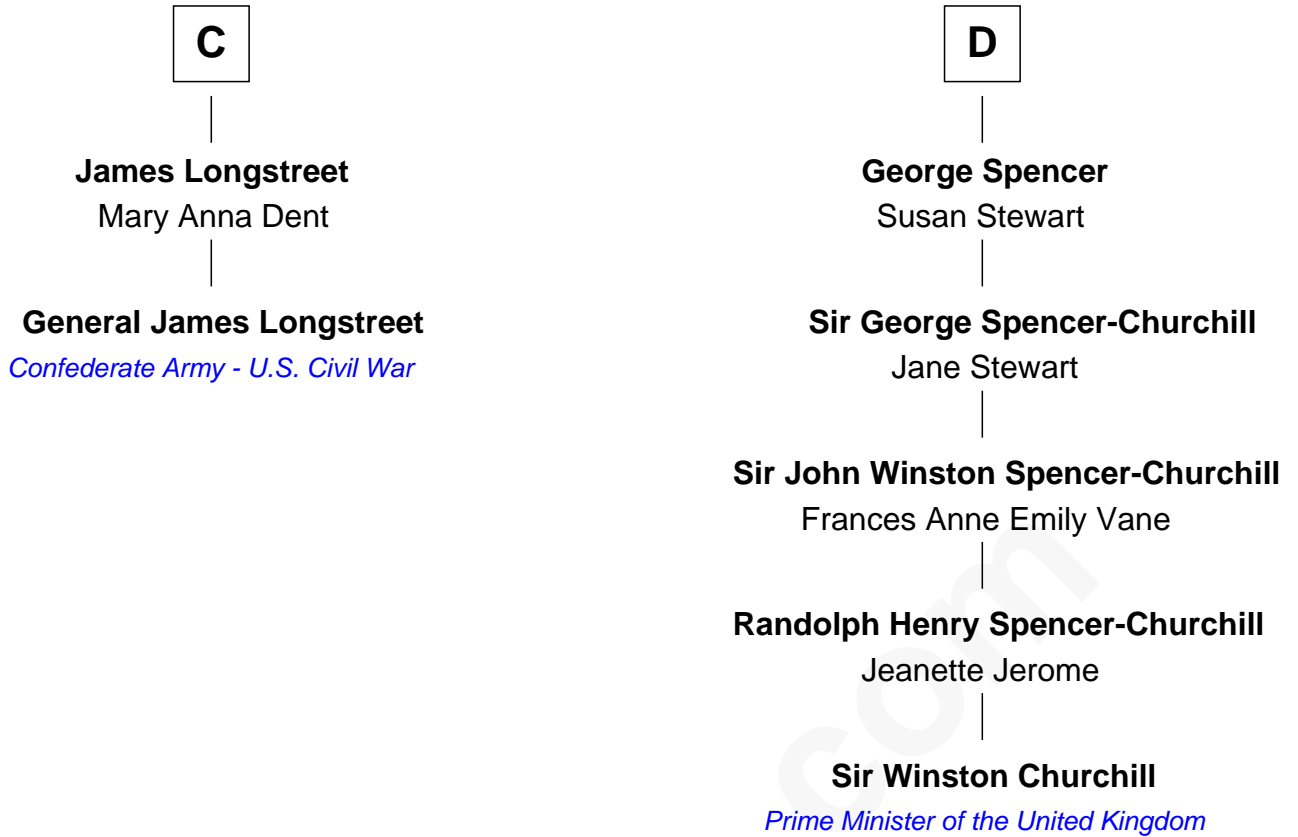 C
James Longstreet
Mary Anna Dent
General James Longstreet
Confederate Army - U.S. Civil War
D
George Spencer
Susan Stewart
Sir George Spencer-Churchill
Jane Stewart
Sir John Winston Spencer-Churchill
Frances Anne Emily Vane
Randolph Henry Spencer-Churchill
Jeanette Jerome
Sir Winston Churchill
Prime Minister of the United Kingdom
com